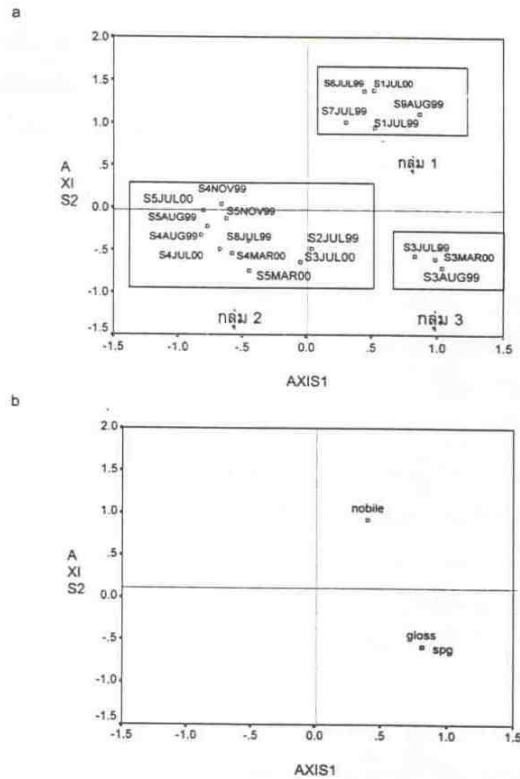 a
2.0
1.5
1.0
.5
0.0
-.5
-1.0
-1.5
A
XI
S2
S6JUL99 S1JUL00
S9AUG99
S7JUL99
S1JUL99
กลุ่ม 1
S4NOV99
S5JUL00
S5NOV99
S5AUG99
S4AUG99 S8JUL99 S2JUL99
S4JUL00 S4MAR00 S3JUL00
S5MAR00
กลุ่ม 2
S3JUL99
S3MAR00
S3AUG99
กลุ่ม 3
-1.5 -1.0 -.5 0.0 .5 1.0 1.5
AXIS1
b
2.0
1.5
1.0
.5
0.0
-.5
-1.0
-1.5
A
XI
S2
nobile
gloss
spg
-1.5 -1.0 -.5 0.0 .5 1.0 1.5
AXIS1